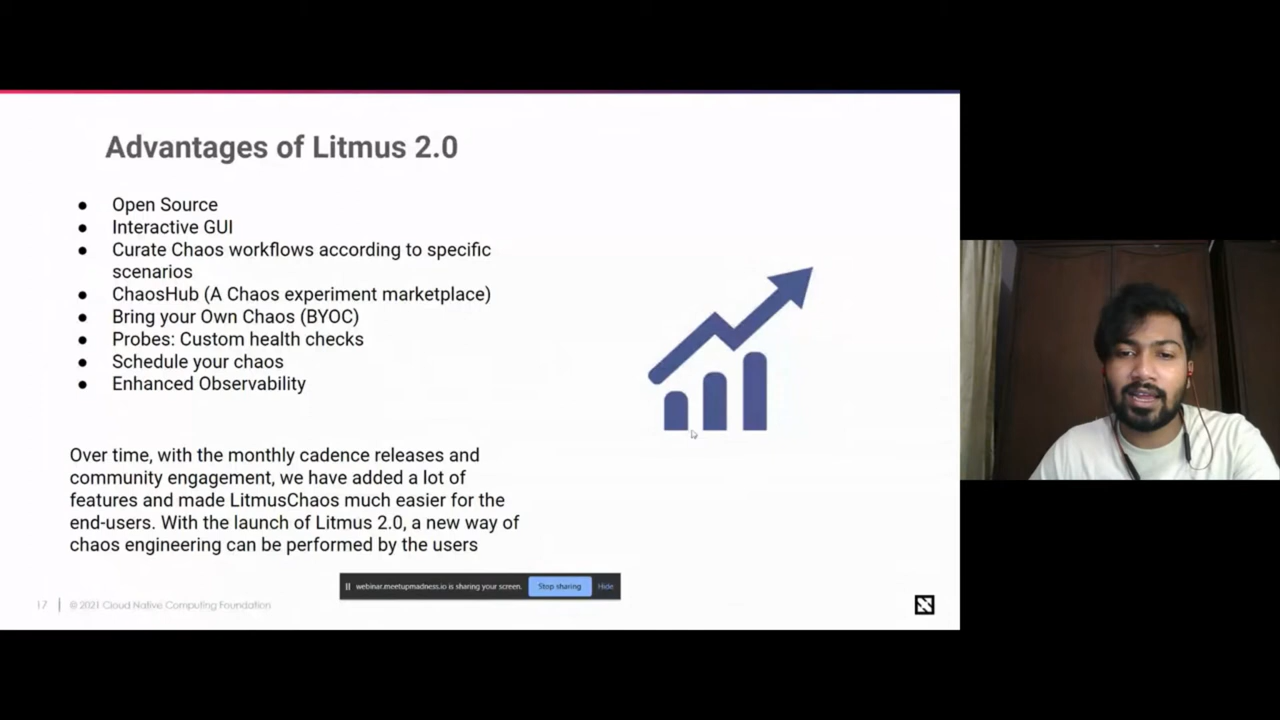 Advantages of Litmus 2.0
● Open Source
● Interactive GUI
● Curate Chaos workflows according to specific
scenarios
● ChaosHub (A Chaos experiment marketplace)
● Bring your Own Chaos (BYOC)
● Probes: Custom health checks
● Schedule your chaos
● Enhanced Observability
Over time, with the monthly cadence releases and
community engagement, we have added a lot of
features and made LitmusChaos much easier for the
end-users. With the launch of Litmus 2.0, a new way of
chaos engineering can be performed by the users
webinar.meetupmadness.io is sharing your screen. Stop sharing Hide
17 © 2021 Cloud Native Computing Foundation